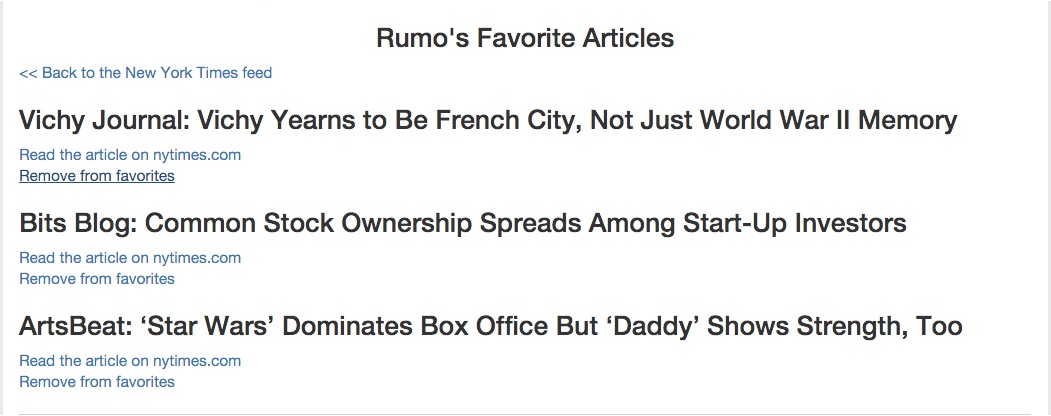 Rumo's Favorite Articles
<< Back to the New York Times feed
Vichy Journal: Vichy Yearns to Be French City, Not Just World War II Memory
Read the article on nytimes.com
Remove from favorites
Bits Blog: Common Stock Ownership Spreads Among Start-Up Investors
Read the article on nytimes.com
Remove from favorites
ArtsBeat: ‘Star Wars’ Dominates Box Office But ‘Daddy’ Shows Strength, Too
Read the article on nytimes.com
Remove from favorites